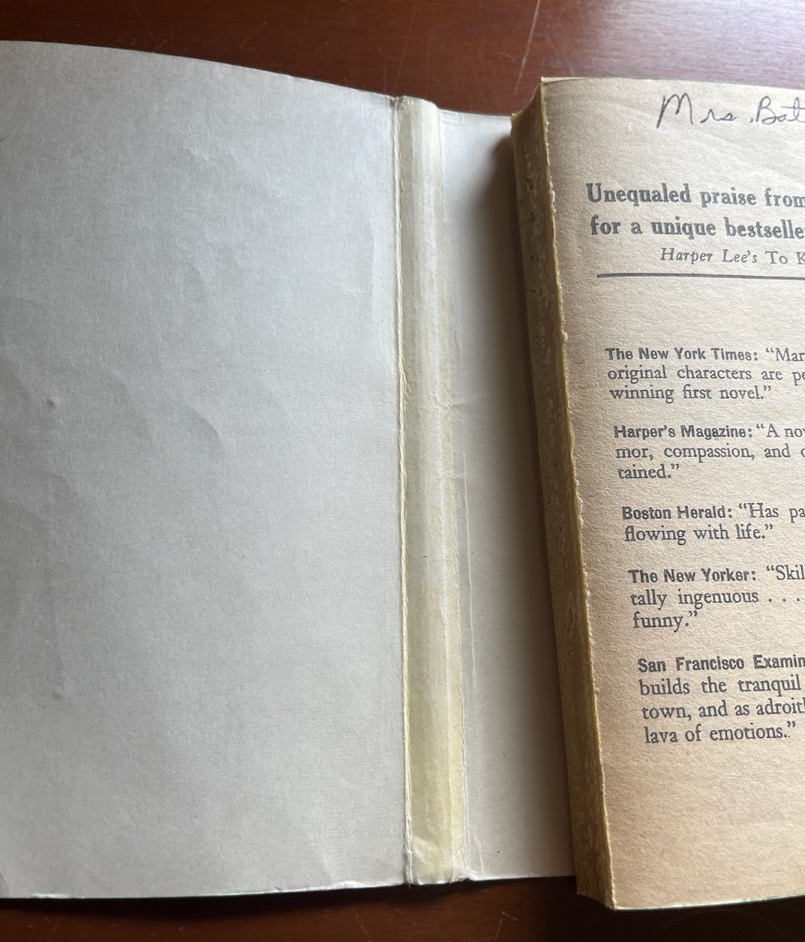 Mrs. Bat
Unequaled praise from
for a unique bestselle
Harper Lee's To K
The New York Times: "Mar
original characters are pe
winning first novel."
Harper's Magazine: "A nov
mor, compassion, and c
tained."
Boston Herald: "Has pa
flowing with life."
The New Yorker: "Skil
tally ingenuous . . .
funny."
San Francisco Examin
builds the tranquil
town, and as adroitl
lava of emotions."